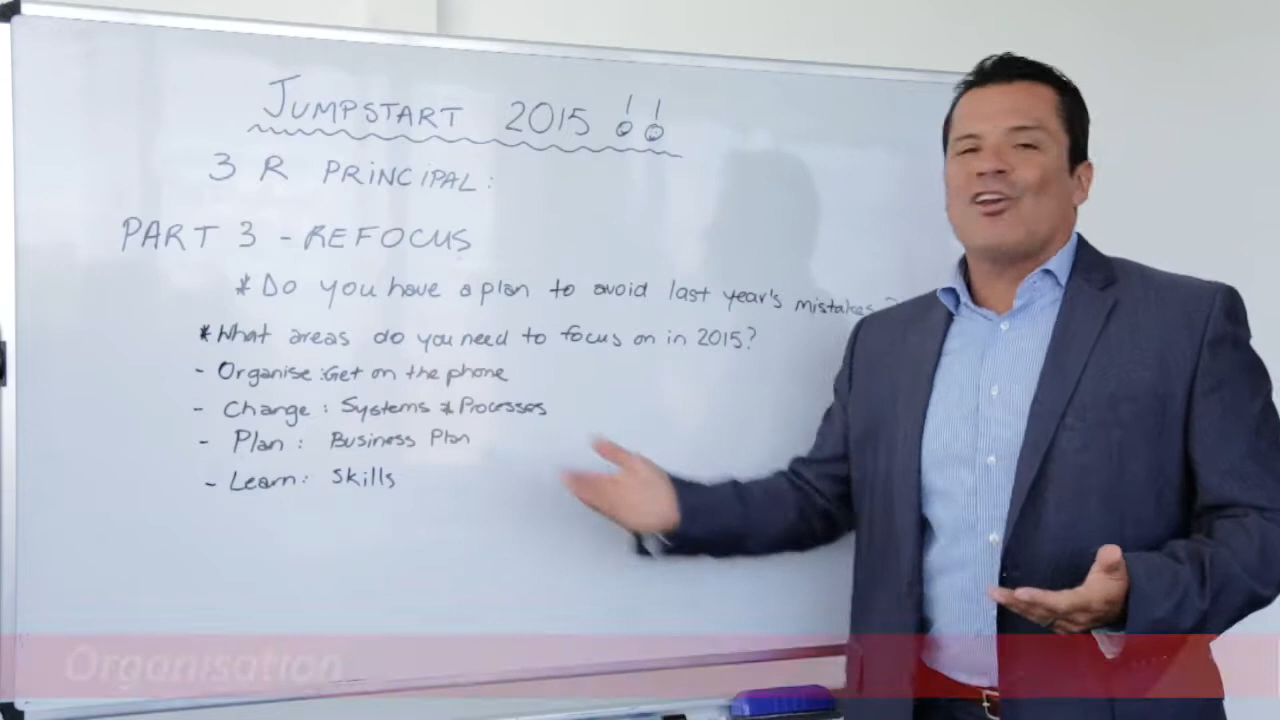 JUMPSTART 2015 !!
3 R PRINCIPAL:
PART 3 - REFOCUS
* Do you have a plan to avoid last year's mistakes?
* What areas do you need to focus on in 2015?
- Organise: Get on the phone
- Change: Systems & Processes
- Plan: Business Plan
- Learn: Skills
Organisation